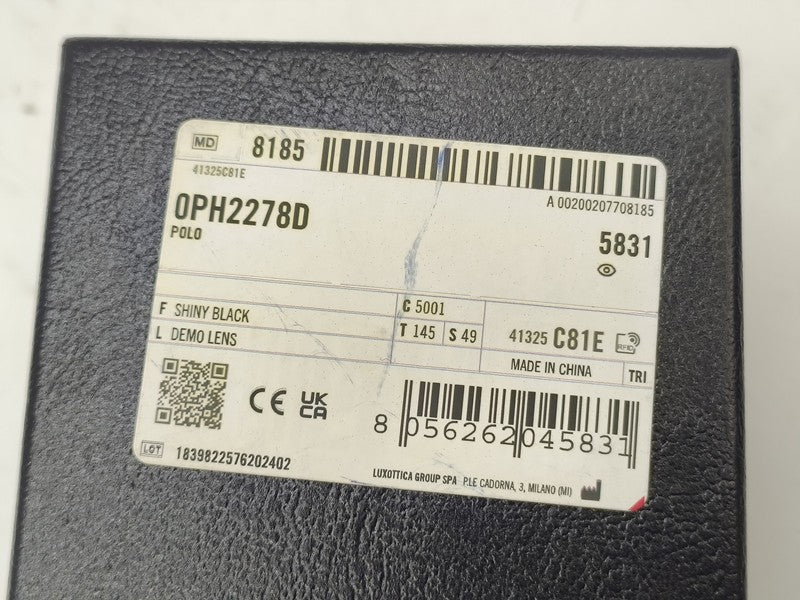 MD 8185
41325C81E
A 00200207708185
0PH2278D
POLO
5831
F SHINY BLACK
C 5001
L DEMO LENS
T 145 S 49
41325 C81E RFID
MADE IN CHINA TRI
CE UK CA
8 056262 045831
LOT 1839822576202402
LUXOTTICA GROUP SPA P.LE CADORNA, 3, MILANO (MI)